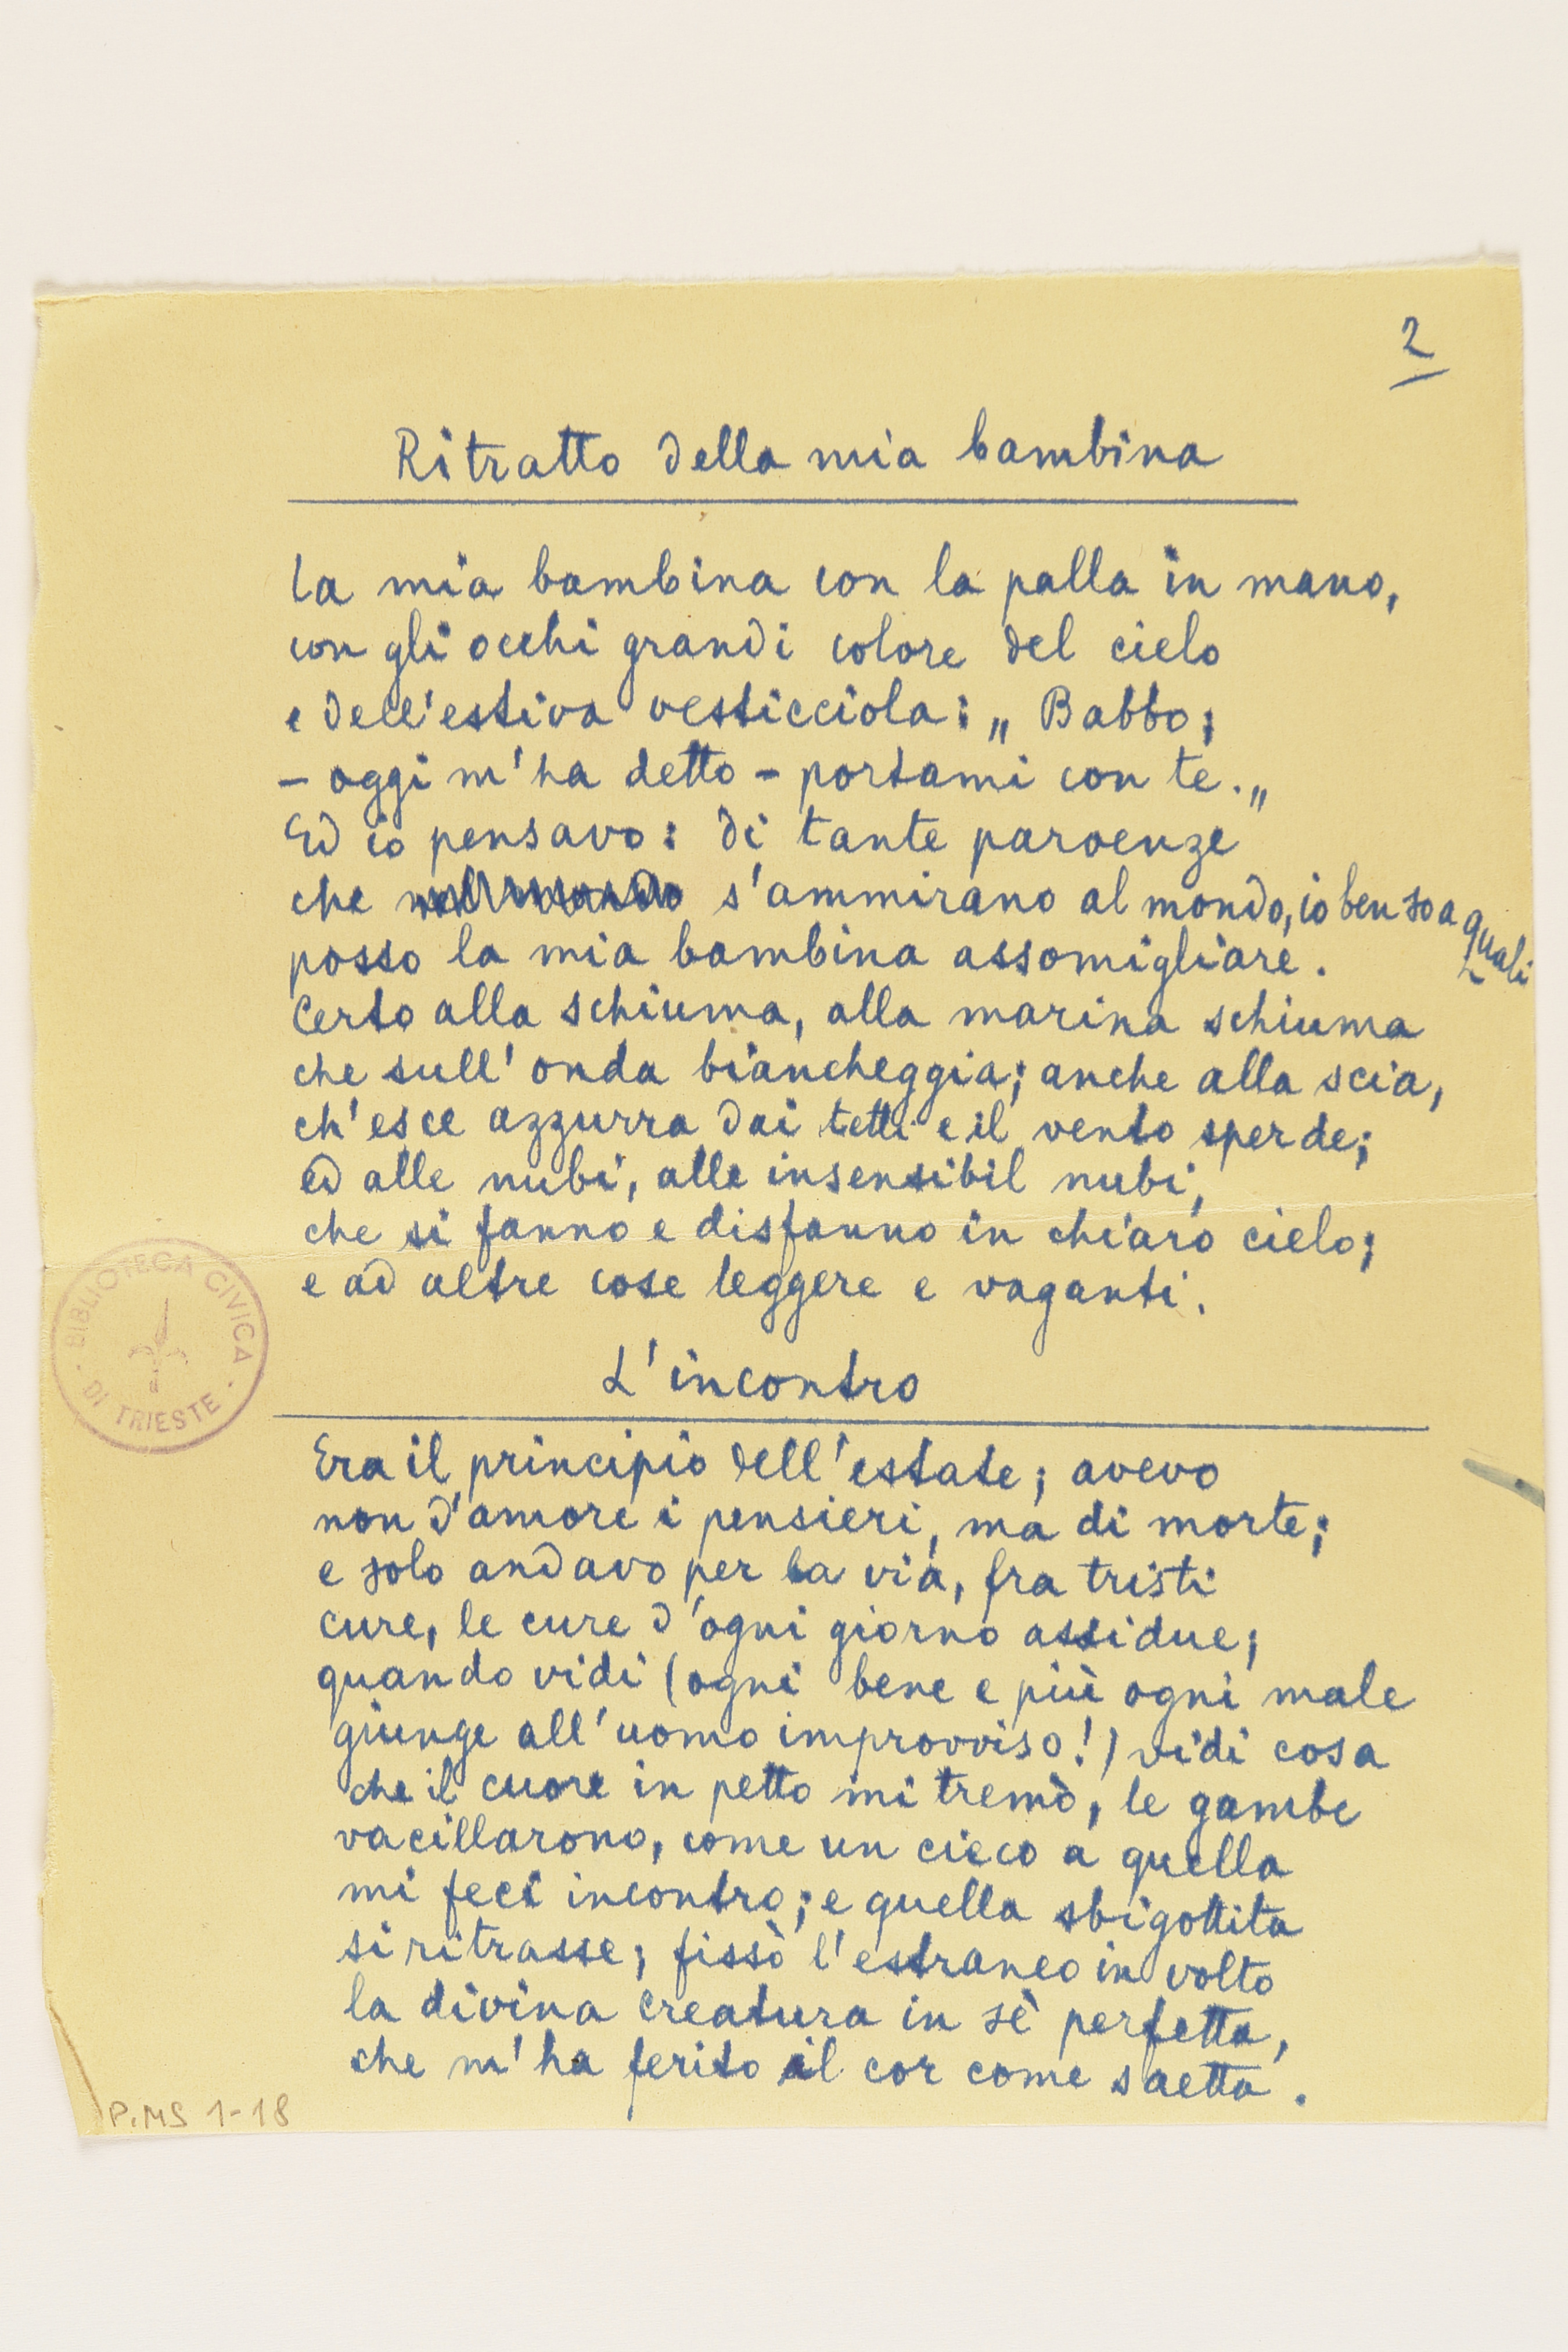 2
Ritratto della mia bambina
La mia bambina con la palla in mano,
con gli occhi grandi colore del cielo
e dell'estiva vesticciola: „ Babbo;
– oggi m'ha detto – portami con te.„
Ed io pensavo: di tante parvenze
che s'ammirano al mondo, io ben so a quali
posso la mia bambina assomigliare.
Certo alla schiuma, alla marina schiuma
che sull'onda biancheggia; anche alla scia,
ch'esce azzurra dai tetti e il vento sperde;
ed alle nubi, alle insensibil nubi,
che si fanno e disfanno in chiaro cielo;
e ad altre cose leggere e vaganti.
L'incontro
Era il principio dell'estate; avevo
non d'amore i pensieri, ma di morte;
e solo andavo per la via, fra tristi
cure, le cure d'ogni giorno assidue;
quando vidi (ogni bene e più ogni male
giunge all'uomo improvviso!) vidi cosa
che il cuore in petto mi tremò, le gambe
vacillarono, come un cieco a quella
mi feci incontro; e quella sbigottita
si ritrasse; fissò l'estraneo in volto
la divina creatura in sè perfetta,
che m'ha ferito il cor come saetta.
BIBLIOTECA CIVICA
DI TRIESTE
P.MS 1-18